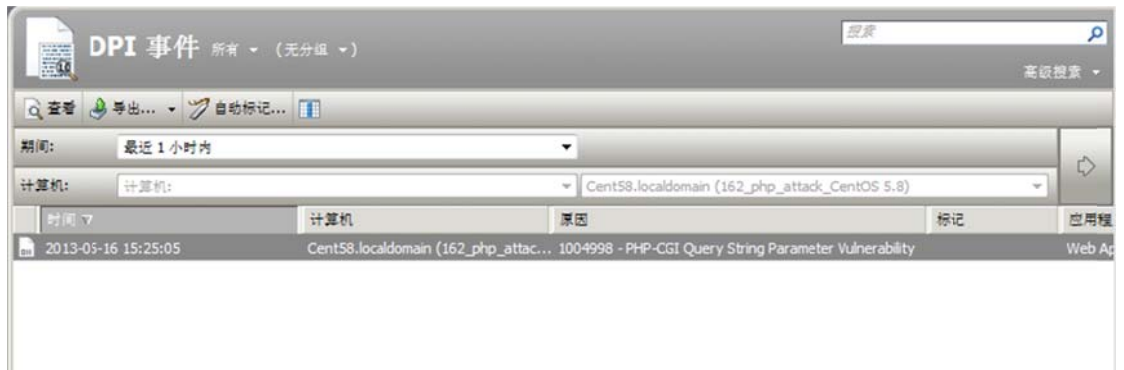 DPI 事件 所有 (无分组)
搜索
高级搜索
查看 导出... 自动标记...
期间: 最近 1 小时内
计算机: 计算机: Cent58.localdomain (162_php_attack_CentOS 5.8)
时间 计算机 原因 标记 应用程
2013-05-16 15:25:05 Cent58.localdomain (162_php_attac... 1004998 - PHP-CGI Query String Parameter Vulnerability Web Ap